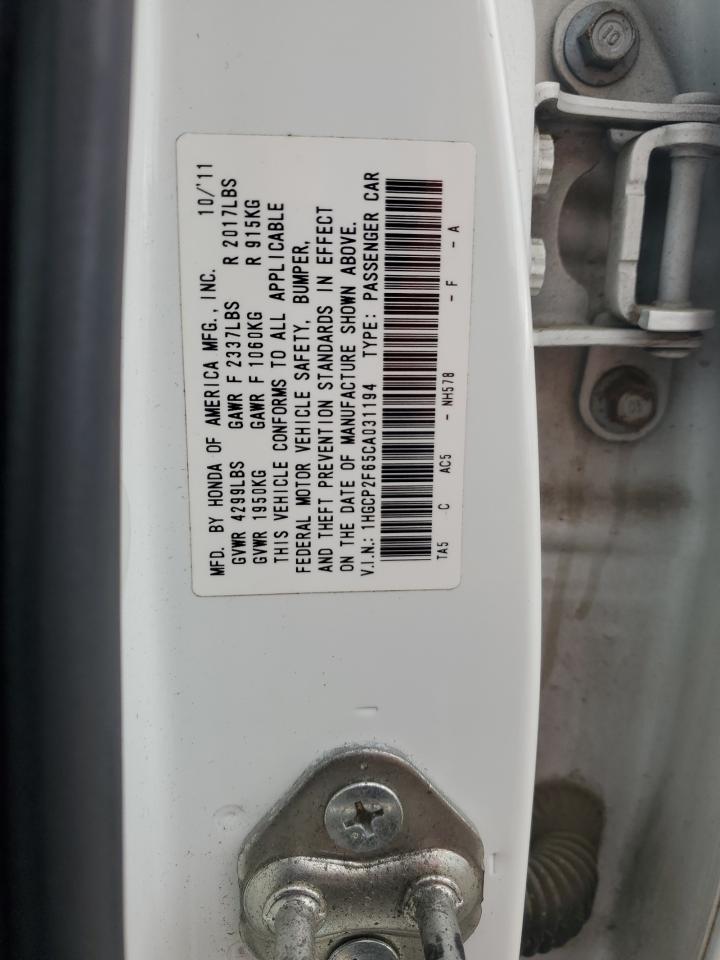 MFD. BY HONDA OF AMERICA MFG., INC. 10/'11
GVWR 4299LBS GAWR F 2337LBS R 2017LBS
GVWR 1950KG GAWR F 1060KG R 915KG
THIS VEHICLE CONFORMS TO ALL APPLICABLE
FEDERAL MOTOR VEHICLE SAFETY, BUMPER,
AND THEFT PREVENTION STANDARDS IN EFFECT
ON THE DATE OF MANUFACTURE SHOWN ABOVE.
V.I.N.: 1HGCP2F65CA031194 TYPE: PASSENGER CAR
TA5 C AC5 - NH578 - F - A
10